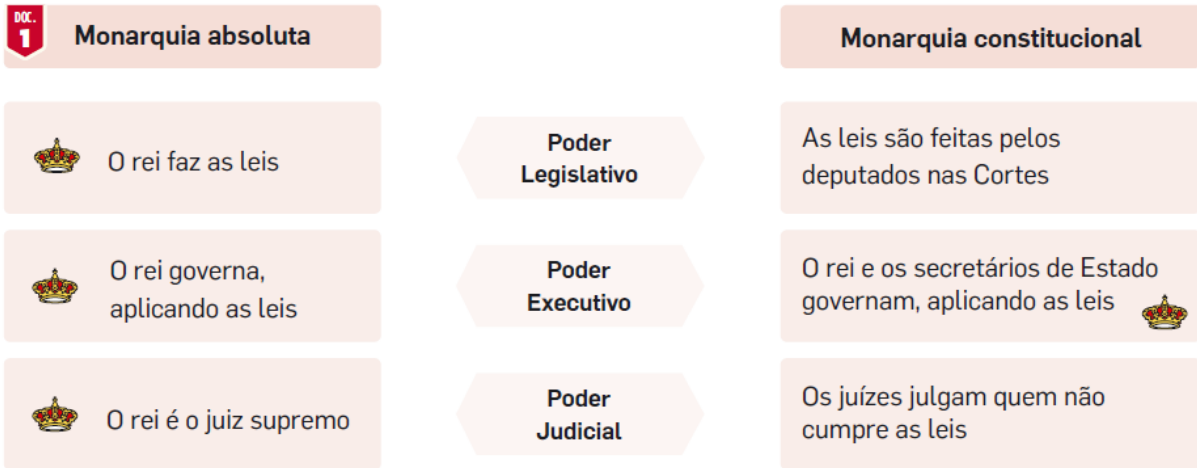 DOC.
1
Monarquia absoluta
Monarquia constitucional
O rei faz as leis
Poder
Legislativo
As leis são feitas pelos
deputados nas Cortes
O rei governa,
aplicando as leis
Poder
Executivo
O rei e os secretários de Estado
governam, aplicando as leis
O rei é o juiz supremo
Poder
Judicial
Os juízes julgam quem não
cumpre as leis